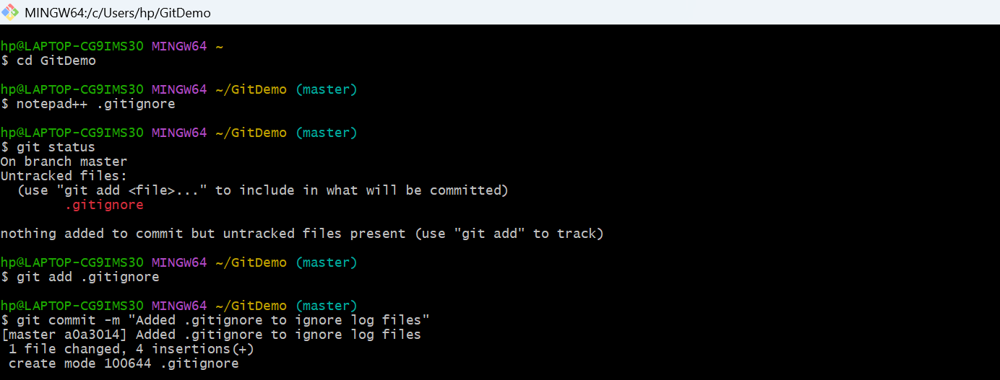 MINGW64:/c/Users/hp/GitDemo
hp@LAPTOP-CG9IMS30 MINGW64 ~
$ cd GitDemo
hp@LAPTOP-CG9IMS30 MINGW64 ~/GitDemo (master)
$ notepad++ .gitignore
hp@LAPTOP-CG9IMS30 MINGW64 ~/GitDemo (master)
$ git status
On branch master
Untracked files:
  (use "git add <file>..." to include in what will be committed)
        .gitignore
nothing added to commit but untracked files present (use "git add" to track)
hp@LAPTOP-CG9IMS30 MINGW64 ~/GitDemo (master)
$ git add .gitignore
hp@LAPTOP-CG9IMS30 MINGW64 ~/GitDemo (master)
$ git commit -m "Added .gitignore to ignore log files"
[master a0a3014] Added .gitignore to ignore log files
 1 file changed, 4 insertions(+)
 create mode 100644 .gitignore